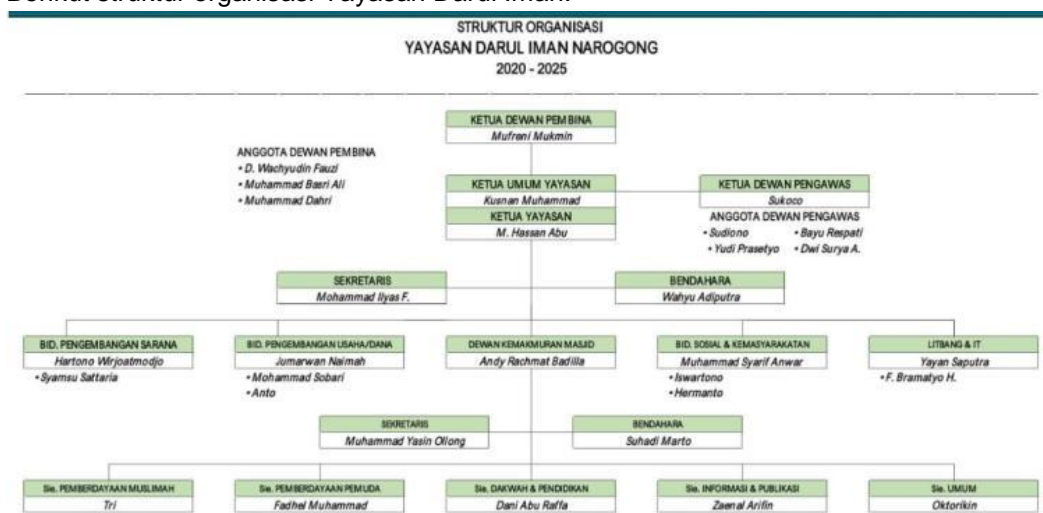 Berikut struktur organisasi Yayasan Darul Iman:
STRUKTUR ORGANISASI
YAYASAN DARUL IMAN NAROGONG
2020 - 2025
KETUA DEWAN PEMBINA
Mufreni Mukmin
ANGGOTA DEWAN PEMBINA
• D. Wachyudin Fauzi
• Muhammad Basri Ali
• Muhammad Dahri
KETUA UMUM YAYASAN
Kusnan Muhammad
KETUA YAYASAN
M. Hassan Abu
KETUA DEWAN PENGAWAS
Sukoco
ANGGOTA DEWAN PENGAWAS
• Sudiono • Bayu Respati
• Yudi Prasetyo • Dwi Surya A.
SEKRETARIS
Mohammad Ilyas F.
BENDAHARA
Wahyu Adiputra
BID. PENGEMBANGAN SARANA
Hartono Wirjoatmodjo
• Syamsu Sattaria
BID. PENGEMBANGAN USAHA/DANA
Jumarwan Naimah
• Mohammad Sobari
• Anto
DEWAN KEMAKMURAN MASJID
Andy Rachmat Badilla
BID. SOSIAL & KEMASYARAKATAN
Muhammad Syarif Anwar
• Iswartono
• Hermanto
LITBANG & IT
Yayan Saputra
• F. Bramatyo H.
SEKRETARIS
Muhammad Yasin Ollong
BENDAHARA
Suhadi Marto
Sie. PEMBERDAYAAN MUSLIMAH
Tri
Sie. PEMBERDAYAAN PEMUDA
Fadhel Muhammad
Sie. DAKWAH & PENDIDIKAN
Dani Abu Raffa
Sie. INFORMASI & PUBLIKASI
Zaenal Arifin
Sie. UMUM
Oktorikin